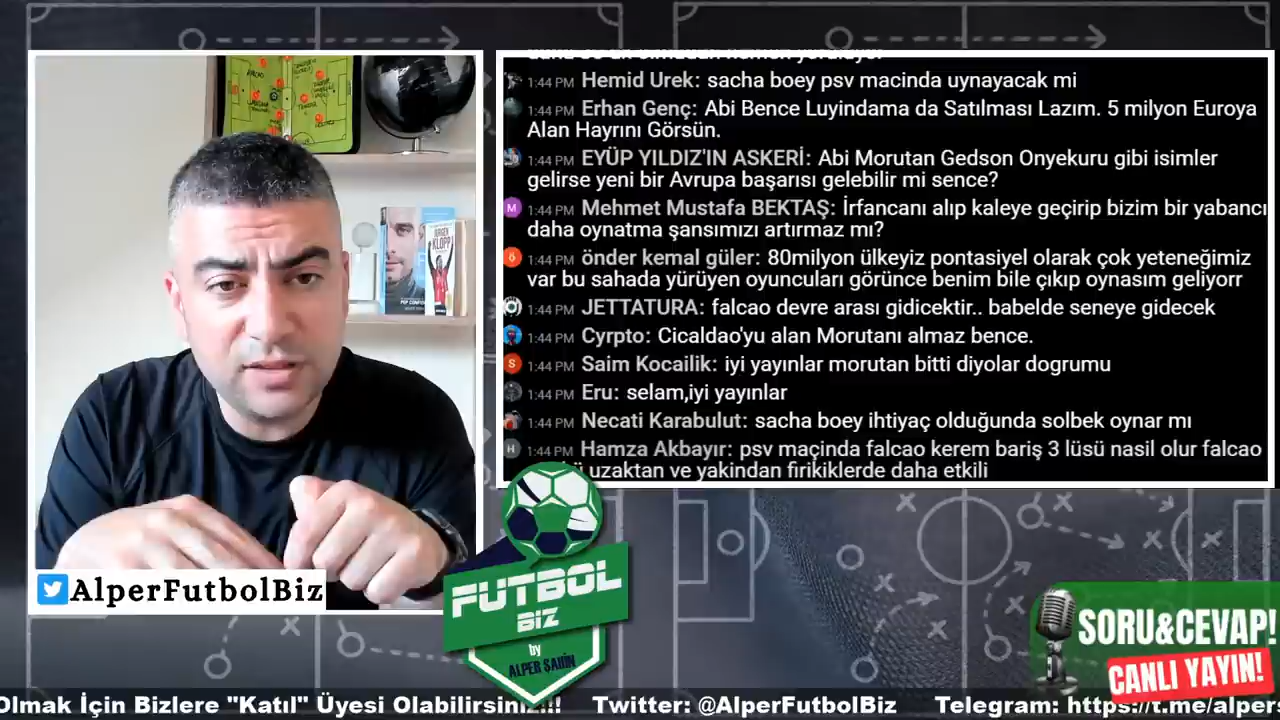 1:44 PM Hemid Urek: sacha boey psv macinda uynayacak mi
1:44 PM Erhan Genç: Abi Bence Luyindama da Satılması Lazım. 5 milyon Euroya
Alan Hayrını Görsün.
1:44 PM EYÜP YILDIZ'IN ASKERİ: Abi Morutan Gedson Onyekuru gibi isimler
gelirse yeni bir Avrupa başarısı gelebilir mi sence?
M 1:44 PM Mehmet Mustafa BEKTAŞ: İrfancanı alıp kaleye geçirip bizim bir yabancı
daha oynatma şansımızı artırmaz mı?
ö 1:44 PM önder kemal güler: 80milyon ülkeyiz pontasiyel olarak çok yeteneğimiz
var bu sahada yürüyen oyuncuları görünce benim bile çıkıp oynasım geliyorr
1:44 PM JETTATURA: falcao devre arası gidicektir.. babelde seneye gidecek
1:44 PM Cyrpto: Cicaldao'yu alan Morutanı almaz bence.
S 1:44 PM Saim Kocailik: iyi yayınlar morutan bitti diyolar dogrumu
1:44 PM Eru: selam,iyi yayınlar
1:44 PM Necati Karabulut: sacha boey ihtiyaç olduğunda solbek oynar mı
H 1:44 PM Hamza Akbayır: psv maçinda falcao kerem bariş 3 lüsü nasil olur falcao
uzaktan ve yakindan firikiklerde daha etkili
JÜRGEN
KLOPP
PEP CONFIDENTIAL
AlperFutbolBiz
FUTBOL
BİZ
by
ALPER ŞAHİN
SORU&CEVAP!
CANLI YAYIN!
Olmak İçin Bizlere "Katıl" Üyesi Olabilirsiniz!!! Twitter: @AlperFutbolBiz Telegram: https://t.me/alpers